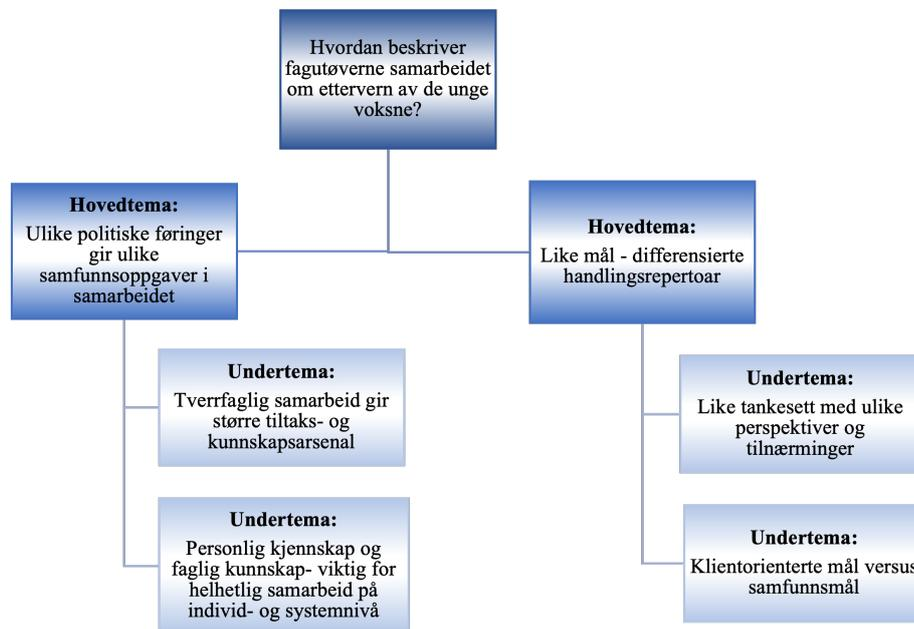 Hvordan beskriver
fagutøverne samarbeidet
om ettervern av de unge
voksne?
Hovedtema:
Ulike politiske føringer
gir ulike
samfunnsoppgaver i
samarbeidet
Undertema:
Tverrfaglig samarbeid gir
større tiltaks- og
kunnskapsarsenal
Undertema:
Personlig kjennskap og
faglig kunnskap- viktig for
helhetlig samarbeid på
individ- og systemnivå
Hovedtema:
Like mål - differensierte
handlingsrepertoar
Undertema:
Like tankesett med ulike
perspektiver og
tilnærminger
Undertema:
Klientorienterte mål versus
samfunnsmål